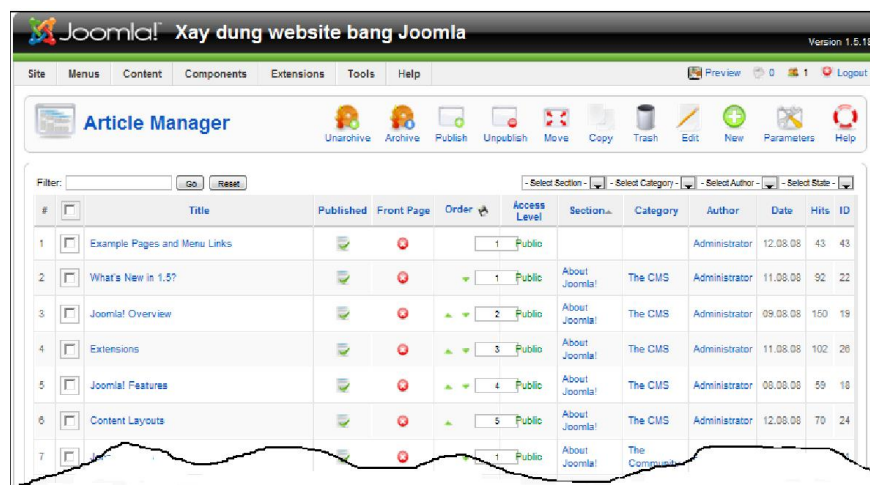 Joomla! Xay dung website bang Joomla
Version 1.5.18
Site Menus Content Components Extensions Tools Help Preview 0 1 Logout
Article Manager
Unarchive Archive Publish Unpublish Move Copy Trash Edit New Parameters Help
Filter: Go Reset - Select Section - - Select Category - - Select Author - - Select State -
# Title Published Front Page Order Access Level Section Category Author Date Hits ID
1 Example Pages and Menu Links 1 Public Administrator 12.08.08 43 43
2 What's New in 1.5? 1 Public About Joomla! The CMS Administrator 11.08.08 92 22
3 Joomla! Overview 2 Public About Joomla! The CMS Administrator 09.08.08 150 19
4 Extensions 3 Public About Joomla! The CMS Administrator 11.08.08 102 26
5 Joomla! Features 4 Public About Joomla! The CMS Administrator 08.08.08 59 18
6 Content Layouts 5 Public About Joomla! The CMS Administrator 12.08.08 70 24
7 1 Public About Joomla! The Community